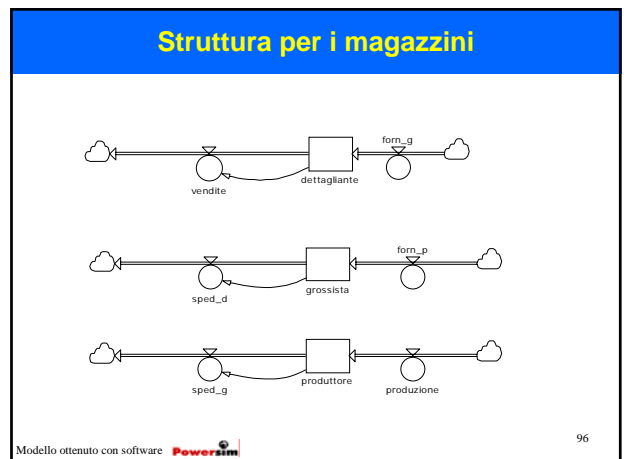 Struttura per i magazzini
forn_g
dettagliante
vendite
forn_p
grossista
sped_d
produttore
sped_g
produzione
Modello ottenuto con software Powersim
96